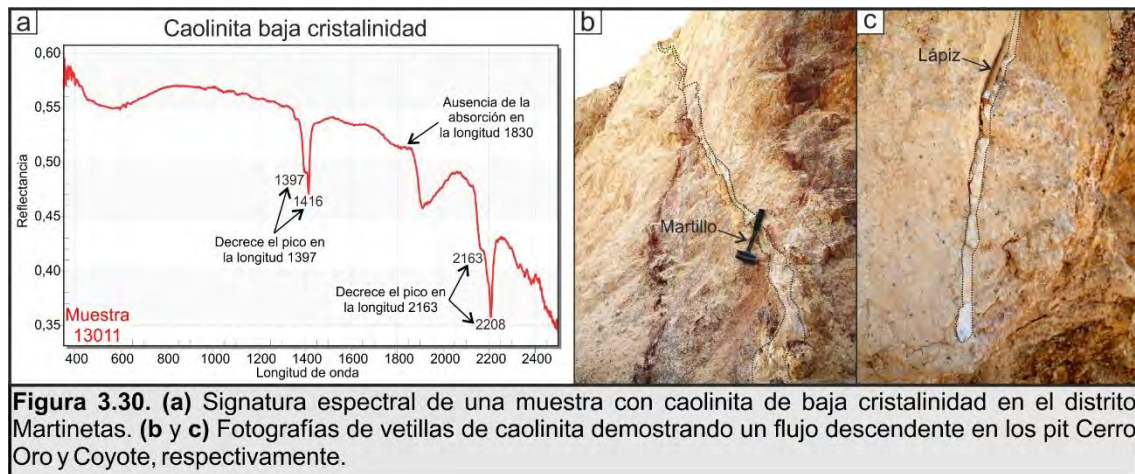 a
Caolinita baja cristalinidad
0,60
0,55
0,50
0,45
0,40
0,35
Reflectancia
Ausencia de la
absorción en
la longitud 1830
1397
1416
Decrece el pico en
la longitud 1397
2163
Decrece el pico en
la longitud 2163
2208
Muestra
13011
400 600 800 1000 1200 1400 1600 1800 2000 2200 2400
Longitud de onda
b
Martillo
c
Lápiz
Figura 3.30. (a) Signatura espectral de una muestra con caolinita de baja cristalinidad en el distrito
Martinetas. (b y c) Fotografías de vetillas de caolinita demostrando un flujo descendente en los pit Cerro
Oro y Coyote, respectivamente.